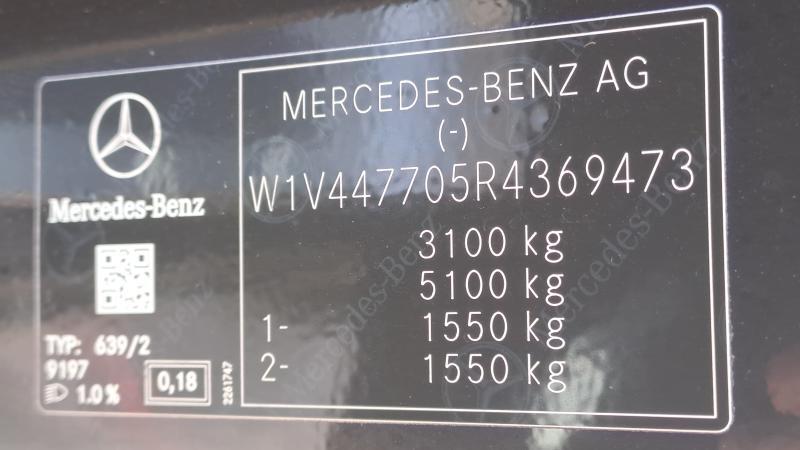 Mercedes-Benz
TYP: 639/2
9197
1.0%
0,18
2261747
MERCEDES-BENZ AG
(-)
W1V447705R4369473
3100 kg
5100 kg
1- 1550 kg
2- 1550 kg